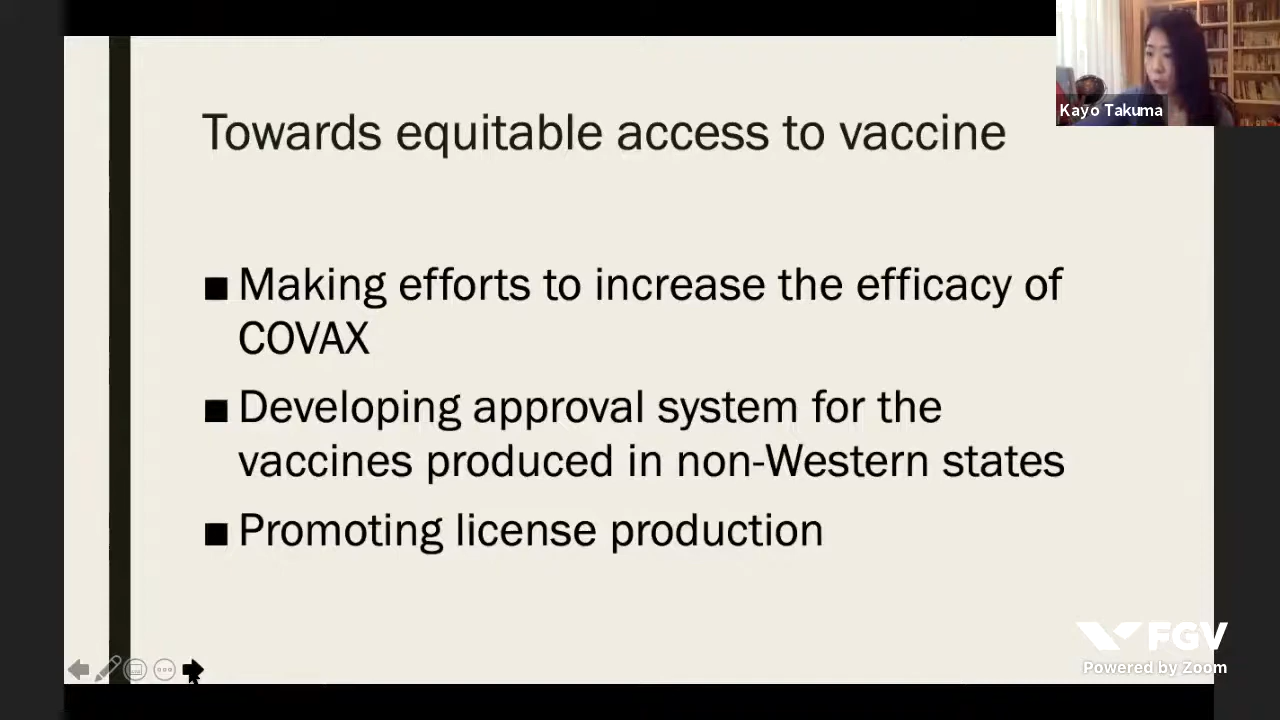 Kayo Takuma
Towards equitable access to vaccine
■ Making efforts to increase the efficacy of
COVAX
■ Developing approval system for the
vaccines produced in non-Western states
■ Promoting license production
FGV
Powered by Zoom